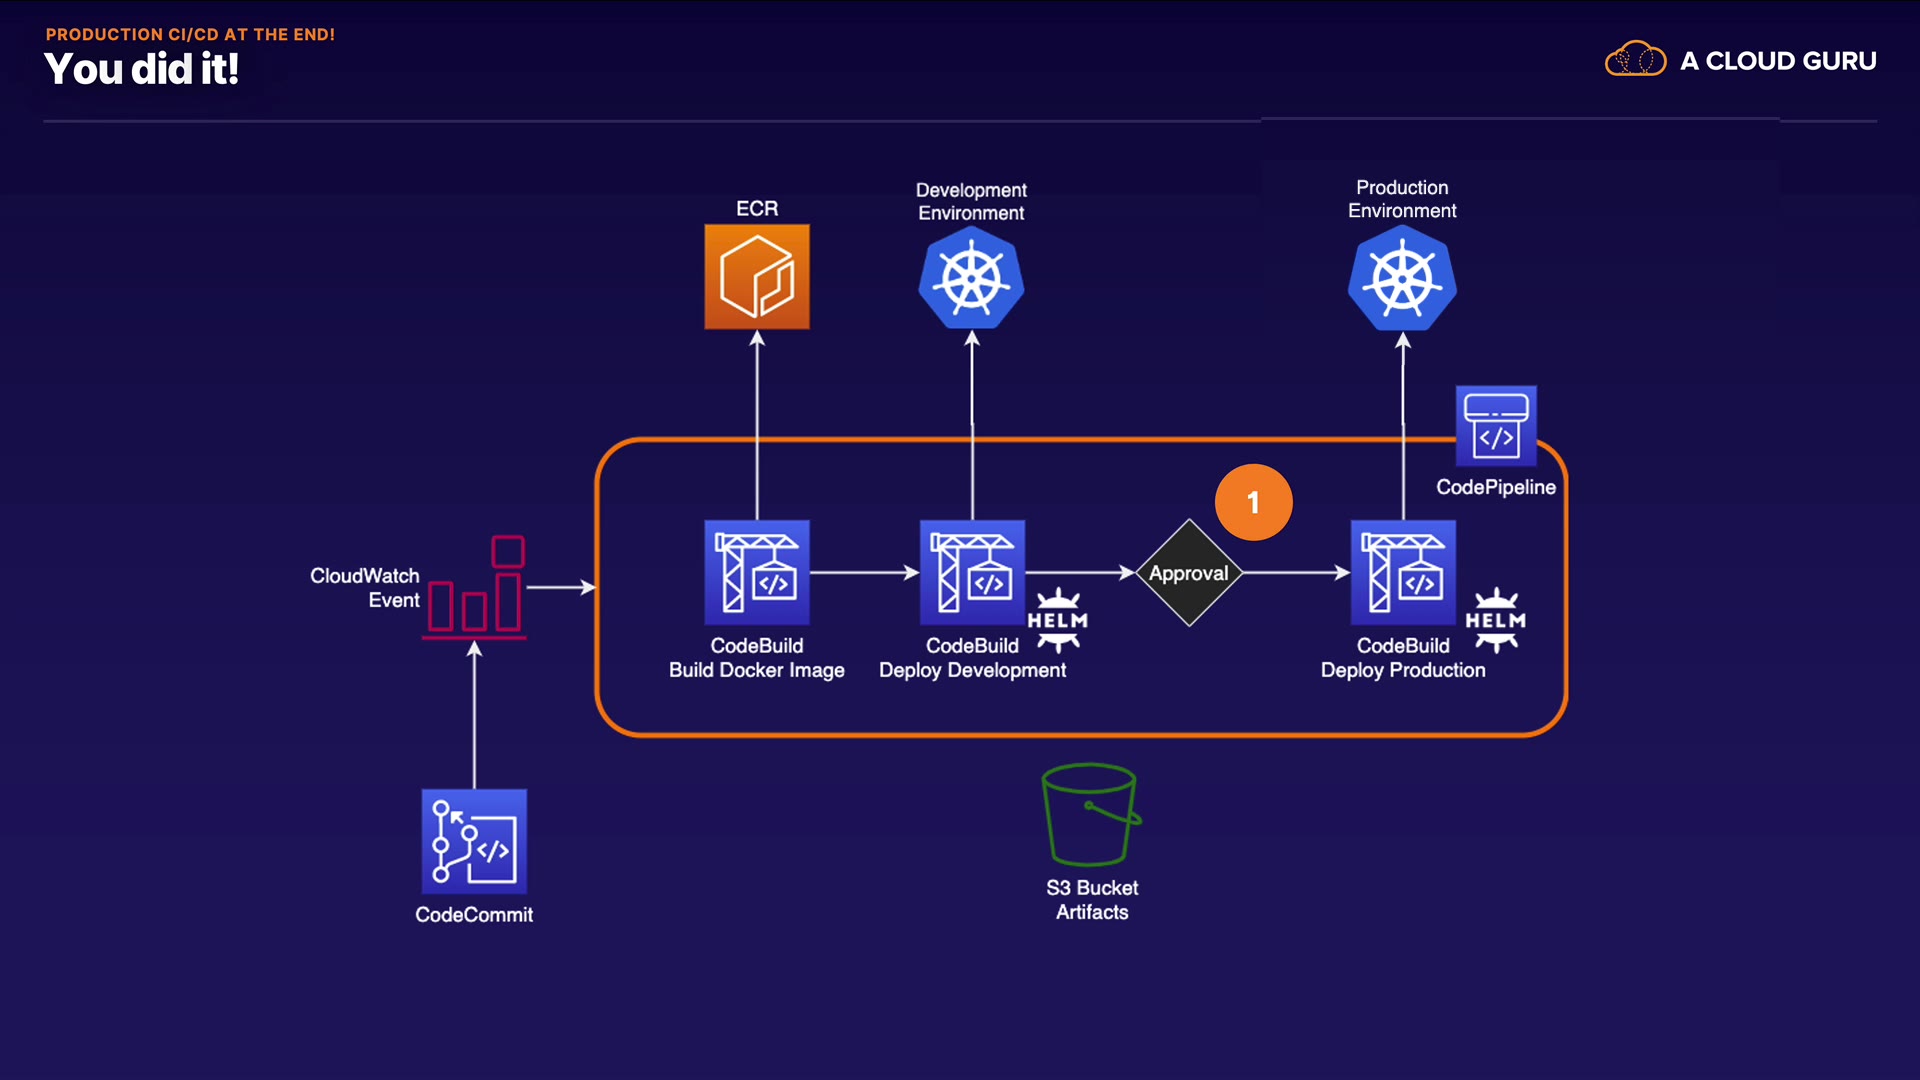 PRODUCTION CI/CD AT THE END!
You did it!
A CLOUD GURU
ECR
Development
Environment
Production
Environment
</>
CodePipeline
1
CloudWatch
Event
</>
</>
Approval
</>
HELM
HELM
CodeBuild
Build Docker Image
CodeBuild
Deploy Development
CodeBuild
Deploy Production
</>
CodeCommit
S3 Bucket
Artifacts